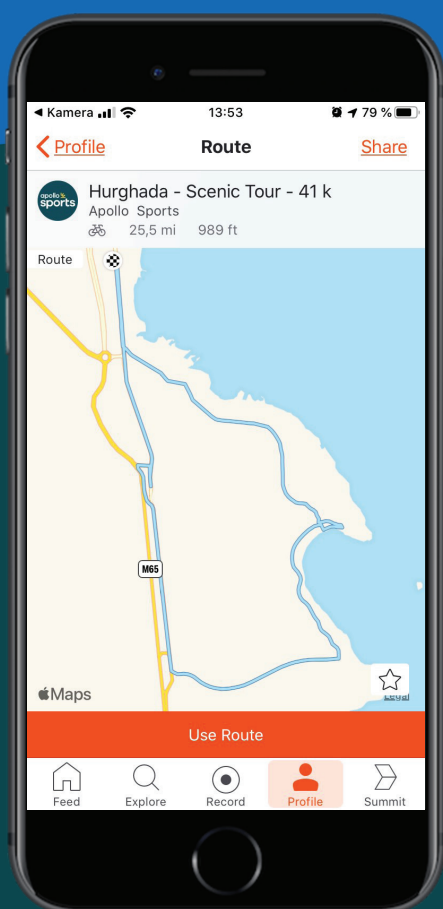 Kamera 13:53 79 %
Profile Route Share
apollo
sports
Hurghada - Scenic Tour - 41 k
Apollo Sports
25,5 mi 989 ft
Route
M65
Maps
Legal
Use Route
Feed Explore Record Profile Summit